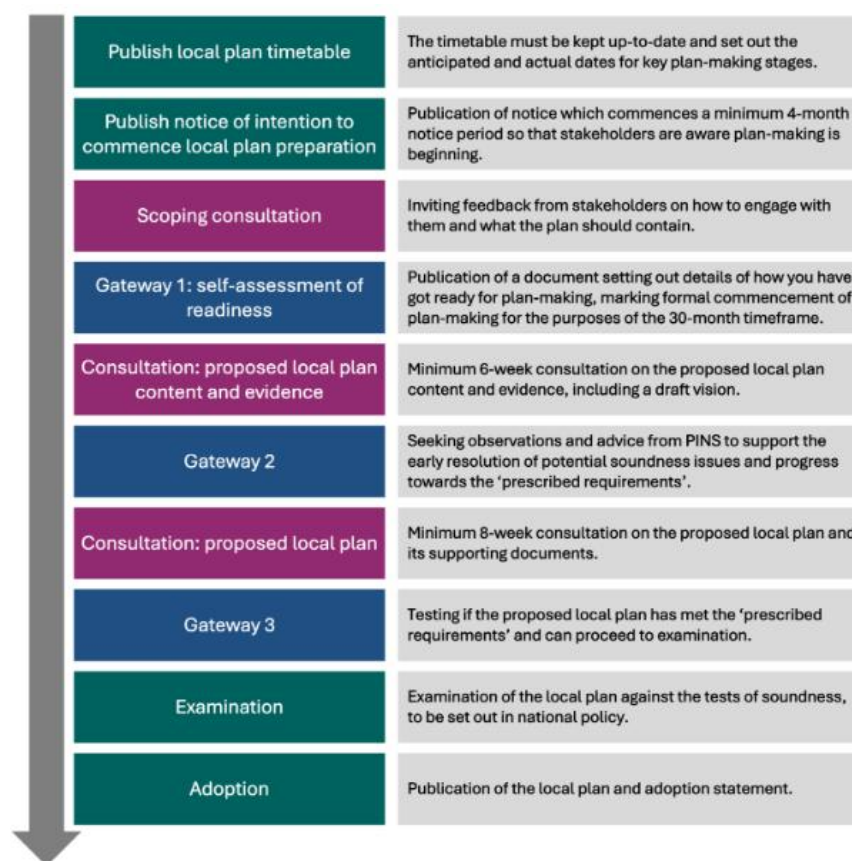 Publish local plan timetable
The timetable must be kept up-to-date and set out the
anticipated and actual dates for key plan-making stages.
Publish notice of intention to
commence local plan preparation
Publication of notice which commences a minimum 4-month
notice period so that stakeholders are aware plan-making is
beginning.
Scoping consultation
Inviting feedback from stakeholders on how to engage with
them and what the plan should contain.
Gateway 1: self-assessment of
readiness
Publication of a document setting out details of how you have
got ready for plan-making, marking formal commencement of
plan-making for the purposes of the 30-month timeframe.
Consultation: proposed local plan
content and evidence
Minimum 6-week consultation on the proposed local plan
content and evidence, including a draft vision.
Gateway 2
Seeking observations and advice from PINS to support the
early resolution of potential soundness issues and progress
towards the ‘prescribed requirements’.
Consultation: proposed local plan
Minimum 8-week consultation on the proposed local plan and
its supporting documents.
Gateway 3
Testing if the proposed local plan has met the ‘prescribed
requirements’ and can proceed to examination.
Examination
Examination of the local plan against the tests of soundness,
to be set out in national policy.
Adoption
Publication of the local plan and adoption statement.